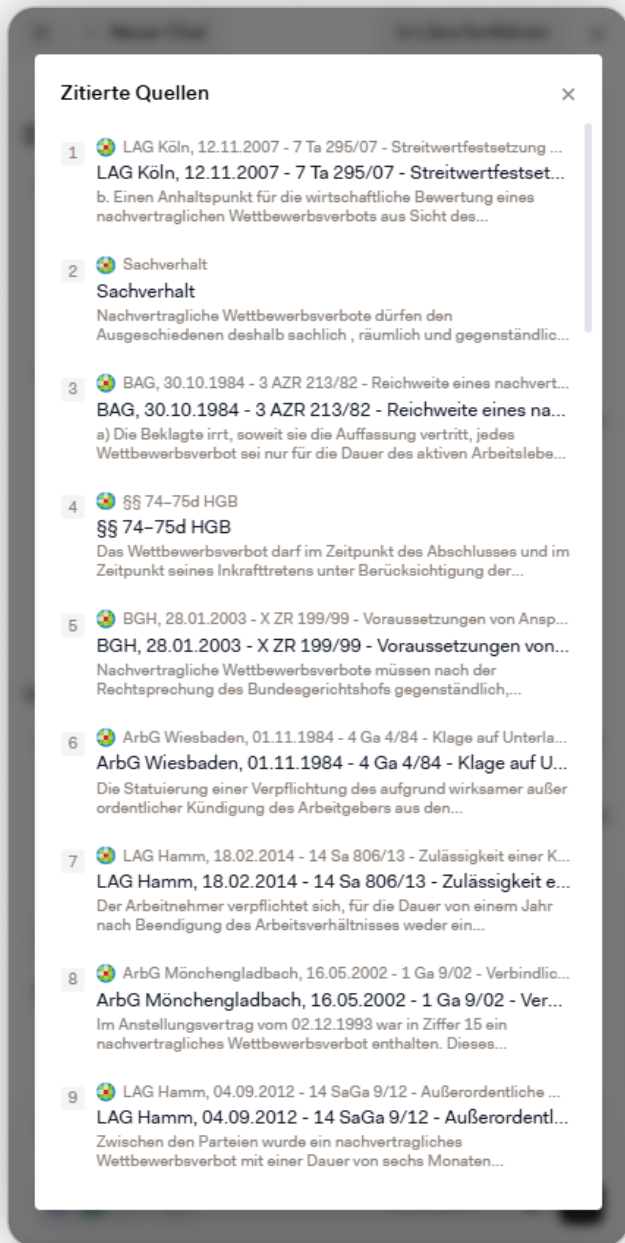 Neuer Chat
Zitierte Quellen
1
LAG Köln, 12.11.2007 - 7 Ta 295/07 - Streitwertfestsetzung ...
LAG Köln, 12.11.2007 - 7 Ta 295/07 - Streitwertfestset...
b. Einen Anhaltspunkt für die wirtschaftliche Bewertung eines
nachvertraglichen Wettbewerbsverbots aus Sicht des...
2
Sachverhalt
Sachverhalt
Nachvertragliche Wettbewerbsverbote dürfen den
Ausgeschiedenen deshalb sachlich , räumlich und gegenständlic...
3
BAG, 30.10.1984 - 3 AZR 213/82 - Reichweite eines nachvert...
BAG, 30.10.1984 - 3 AZR 213/82 - Reichweite eines na...
a) Die Beklagte irrt, soweit sie die Auffassung vertritt, jedes
Wettbewerbsverbot sei nur für die Dauer des aktiven Arbeitslebe...
4
§§ 74–75d HGB
§§ 74–75d HGB
Das Wettbewerbsverbot darf im Zeitpunkt des Abschlusses und im
Zeitpunkt seines Inkrafttretens unter Berücksichtigung der...
5
BGH, 28.01.2003 - X ZR 199/99 - Voraussetzungen von Ansp...
BGH, 28.01.2003 - X ZR 199/99 - Voraussetzungen von...
Nachvertragliche Wettbewerbsverbote müssen nach der
Rechtsprechung des Bundesgerichtshofs gegenständlich,...
6
ArbG Wiesbaden, 01.11.1984 - 4 Ga 4/84 - Klage auf Unterla...
ArbG Wiesbaden, 01.11.1984 - 4 Ga 4/84 - Klage auf U...
Die Statuierung einer Verpflichtung des aufgrund wirksamer außer
ordentlicher Kündigung des Arbeitgebers aus den...
7
LAG Hamm, 18.02.2014 - 14 Sa 806/13 - Zulässigkeit einer K...
LAG Hamm, 18.02.2014 - 14 Sa 806/13 - Zulässigkeit e...
Der Arbeitnehmer verpflichtet sich, für die Dauer von einem Jahr
nach Beendigung des Arbeitsverhältnisses weder ein...
8
ArbG Mönchengladbach, 16.05.2002 - 1 Ga 9/02 - Verbindlic...
ArbG Mönchengladbach, 16.05.2002 - 1 Ga 9/02 - Ver...
Im Anstellungsvertrag vom 02.12.1993 war in Ziffer 15 ein
nachvertragliches Wettbewerbsverbot enthalten. Dieses...
9
LAG Hamm, 04.09.2012 - 14 SaGa 9/12 - Außerordentliche ...
LAG Hamm, 04.09.2012 - 14 SaGa 9/12 - Außerordentl...
Zwischen den Parteien wurde ein nachvertragliches
Wettbewerbsverbot mit einer Dauer von sechs Monaten...